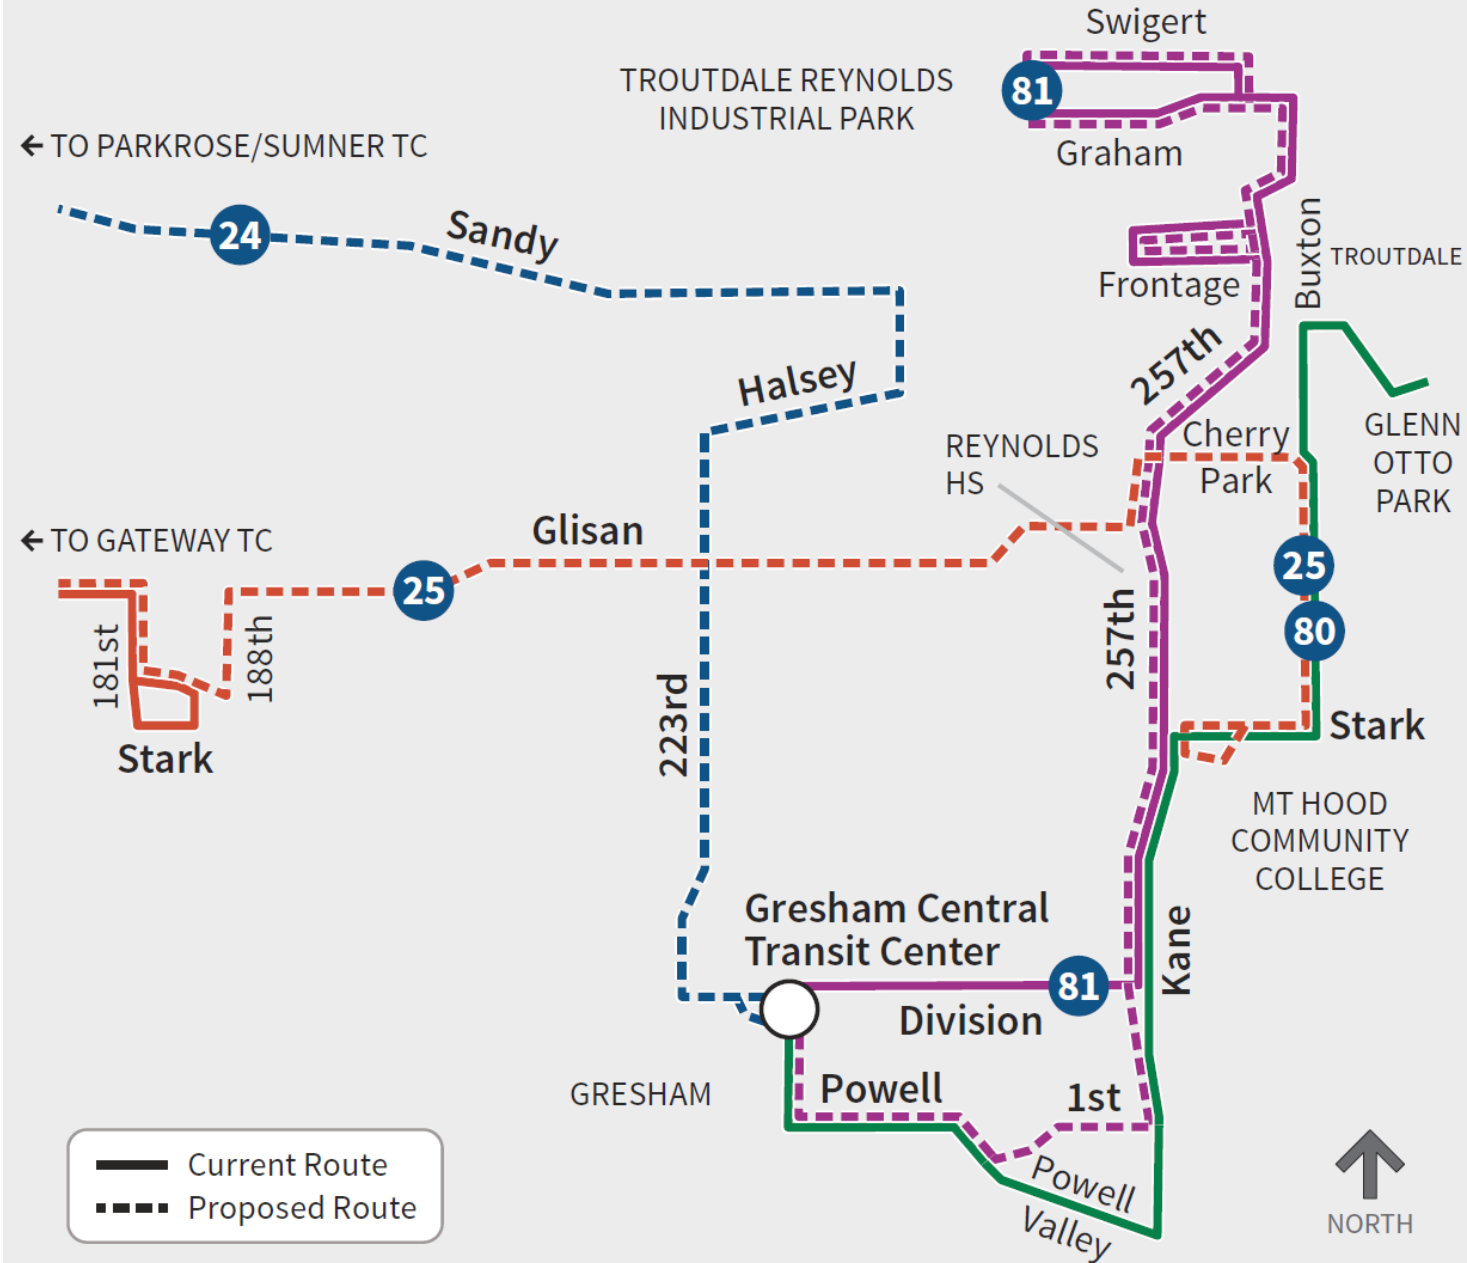 Swigert
TROUTDALE REYNOLDS
INDUSTRIAL PARK
81
Graham
← TO PARKROSE/SUMNER TC
24
Sandy
Buxton
TROUTDALE
Frontage
257th
Halsey
Cherry
Park
REYNOLDS
HS
GLENN
OTTO
PARK
← TO GATEWAY TC
Glisan
25
25
80
181st
188th
257th
Stark
223rd
Stark
MT HOOD
COMMUNITY
COLLEGE
Gresham Central
Transit Center
Kane
81
Division
GRESHAM
Powell
1st
Powell
Valley
Current Route
Proposed Route
NORTH